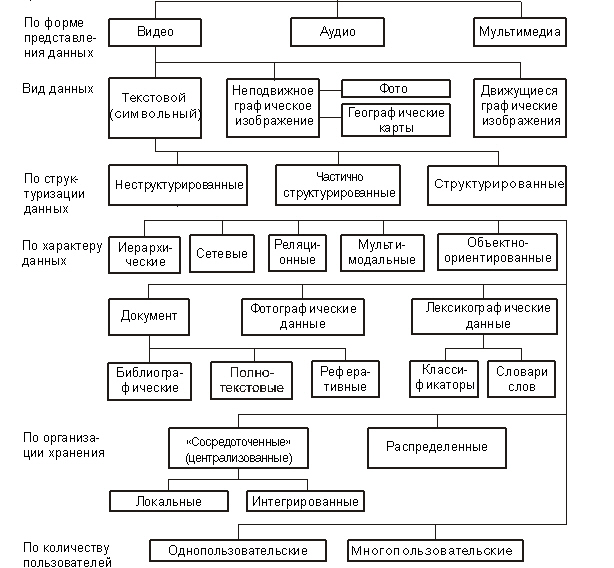 По форме
представле-
ния данных
Видео
Аудио
Мультимедиа
Вид данных
Текстовой
(символьный)
Неподвижное
графическое
изображение
Фото
Географические
карты
Движущиеся
графические
изображения
По струк-
туризации
данных
Неструктурированные
Частично
структурированные
Структурированные
По характеру
данных
Иерархи-
ческие
Сетевые
Реляци-
онные
Мульти-
модальные
Объектно-
ориентированные
Документ
Фотографические
данные
Лексикографические
данные
Библиогра-
фические
Полно-
текстовые
Рефера-
тивные
Класси-
фикаторы
Словари
слов
По организа-
ции хранения
«Сосредоточенные»
(централизованные)
Распределенные
Локальные
Интегрированные
По количеству
пользователей
Однопользовательские
Многопользовательские